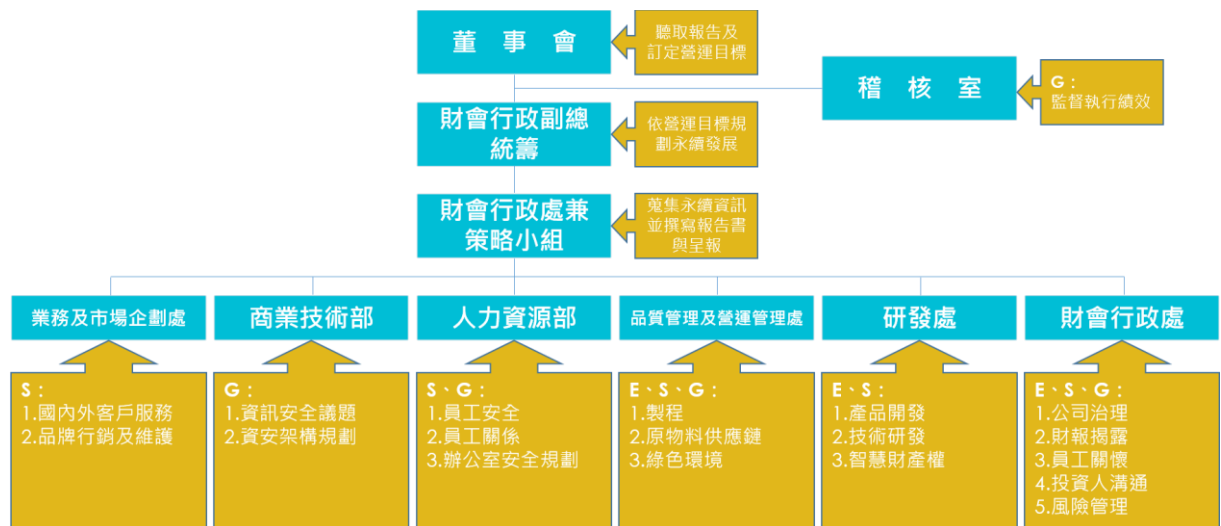 董 事 會
聽取報告及
訂定營運目標
稽 核 室
G：
監督執行績效
財會行政副總
統籌
依營運目標規
劃永續發展
財會行政處兼
策略小組
蒐集永續資訊
並撰寫報告書
與呈報
業務及市場企劃處
商業技術部
人力資源部
品質管理及營運管理處
研發處
財會行政處
S：
1.國內外客戶服務
2.品牌行銷及維護
G：
1.資訊安全議題
2.資安架構規劃
S、G：
1.員工安全
2.員工關係
3.辦公室安全規劃
E、S、G：
1.製程
2.原物料供應鏈
3.綠色環境
E、S：
1.產品開發
2.技術研發
3.智慧財產權
E、S、G：
1.公司治理
2.財報揭露
3.員工關懷
4.投資人溝通
5.風險管理